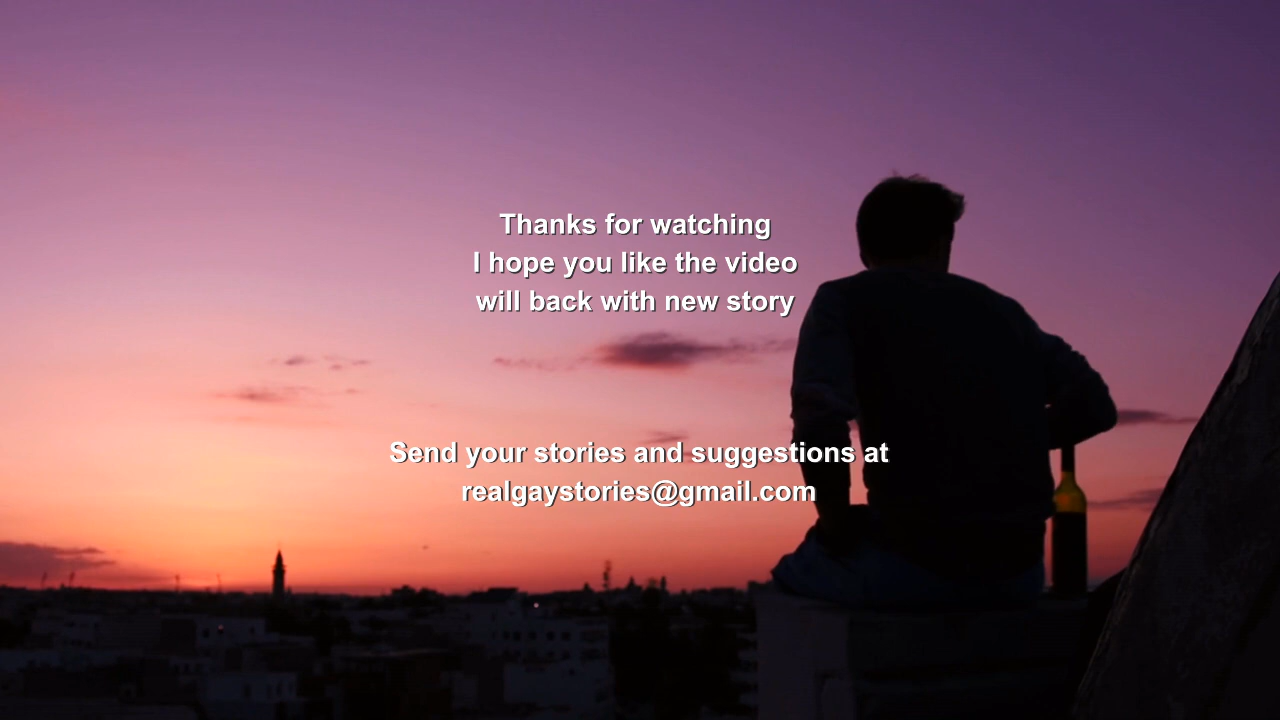 Thanks for watching
I hope you like the video
will back with new story
Send your stories and suggestions at
realgaystories@gmail.com